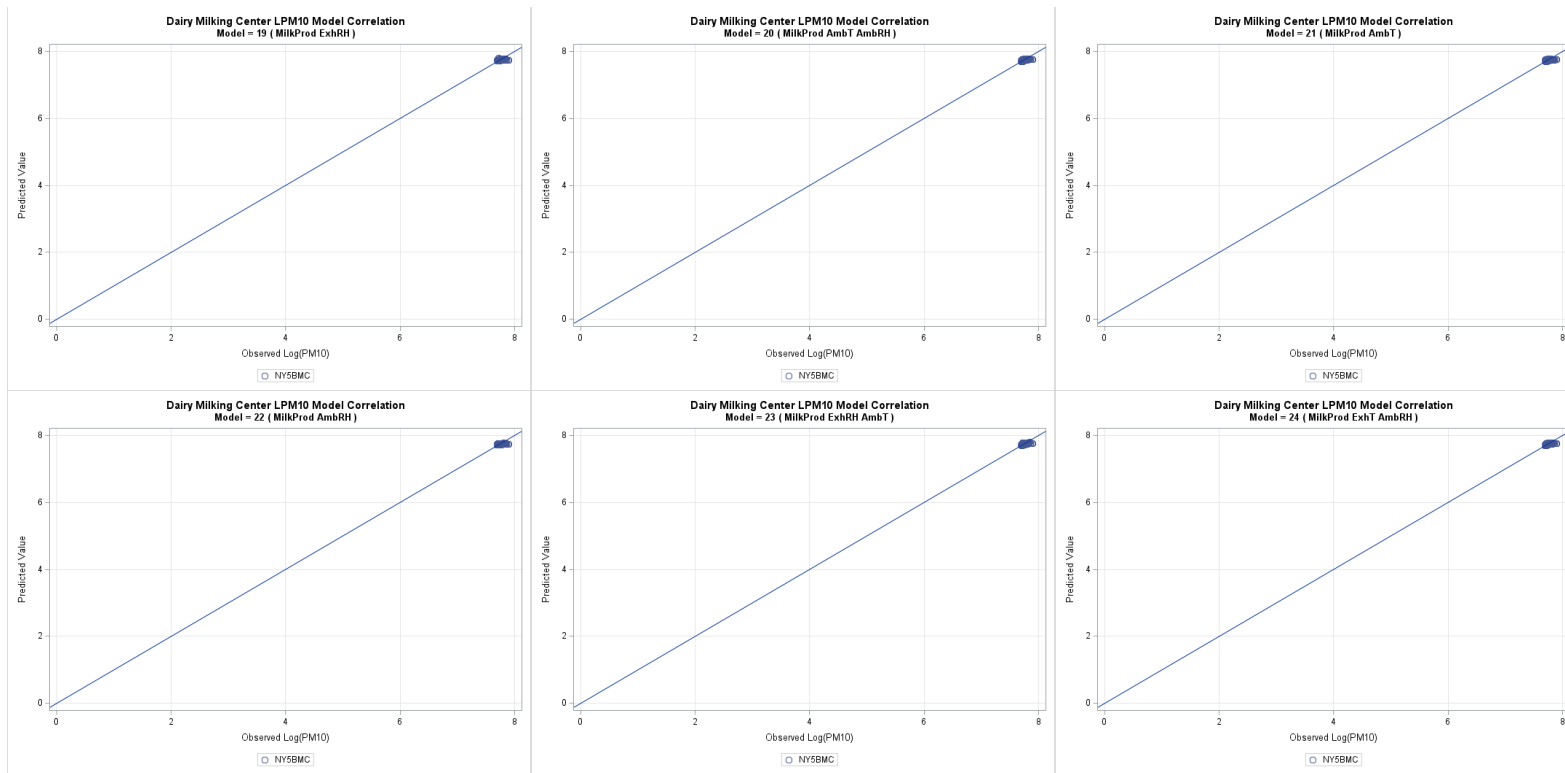 Dairy Milking Center LPM10 Model Correlation
Model = 19 ( MilkProd ExhRH )
8
6
4
2
0
Predicted Value
0 2 4 6 8
Observed Log(PM10)
NY5BMC
Dairy Milking Center LPM10 Model Correlation
Model = 20 ( MilkProd AmbT AmbRH )
8
6
4
2
0
Predicted Value
0 2 4 6 8
Observed Log(PM10)
NY5BMC
Dairy Milking Center LPM10 Model Correlation
Model = 21 ( MilkProd AmbT )
8
6
4
2
0
Predicted Value
0 2 4 6 8
Observed Log(PM10)
NY5BMC
Dairy Milking Center LPM10 Model Correlation
Model = 22 ( MilkProd AmbRH )
8
6
4
2
0
Predicted Value
0 2 4 6 8
Observed Log(PM10)
NY5BMC
Dairy Milking Center LPM10 Model Correlation
Model = 23 ( MilkProd ExhRH AmbT )
8
6
4
2
0
Predicted Value
0 2 4 6 8
Observed Log(PM10)
NY5BMC
Dairy Milking Center LPM10 Model Correlation
Model = 24 ( MilkProd ExhT AmbRH )
8
6
4
2
0
Predicted Value
0 2 4 6 8
Observed Log(PM10)
NY5BMC